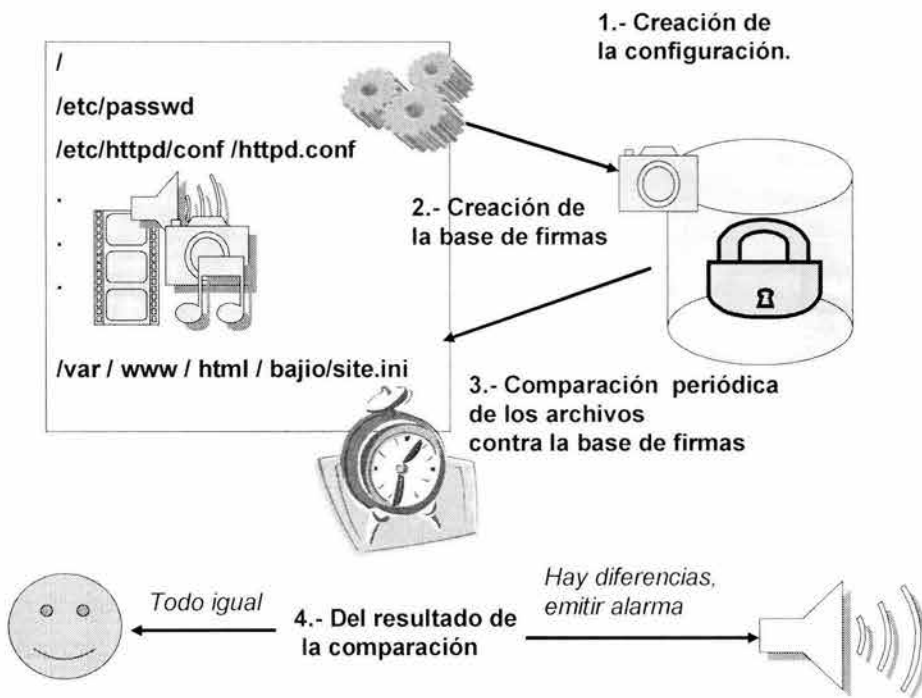 1.- Creación de
la configuración.
/
/etc/passwd
/etc/httpd/conf /httpd.conf
.
.
.
2.- Creación de
la base de firmas
/var / www / html / bajio/site.ini
3.- Comparación periódica
de los archivos
contra la base de firmas
Todo igual
4.- Del resultado de
la comparación
Hay diferencias,
emitir alarma